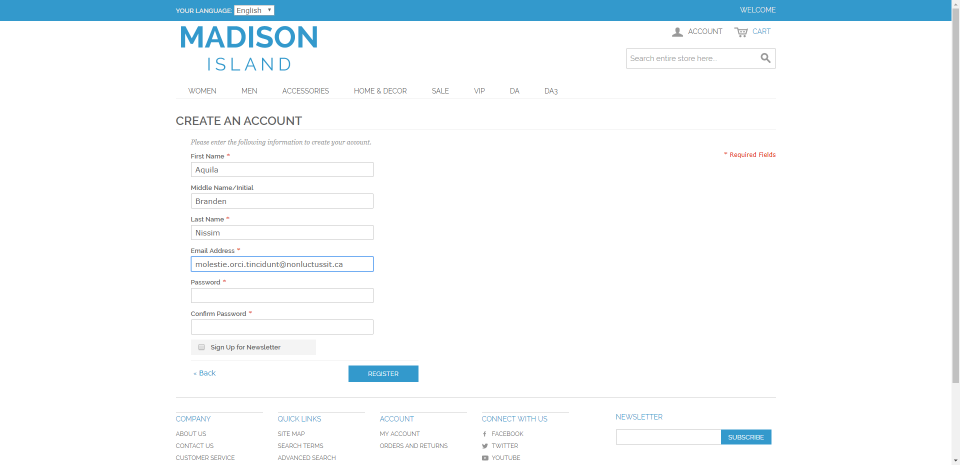 YOUR LANGUAGE: English WELCOME
MADISON
ISLAND
ACCOUNT CART
Search entire store here...
WOMEN MEN ACCESSORIES HOME & DECOR SALE VIP DA DA3
CREATE AN ACCOUNT
Please enter the following information to create your account.
* Required Fields
First Name *
Aquila
Middle Name/Initial
Branden
Last Name *
Nissim
Email Address *
molestie.orci.tincidunt@nonluctussit.ca
Password *
Confirm Password *
Sign Up for Newsletter
« Back REGISTER
COMPANY QUICK LINKS ACCOUNT CONNECT WITH US NEWSLETTER
ABOUT US SITE MAP MY ACCOUNT FACEBOOK
CONTACT US SEARCH TERMS ORDERS AND RETURNS TWITTER SUBSCRIBE
CUSTOMER SERVICE ADVANCED SEARCH YOUTUBE